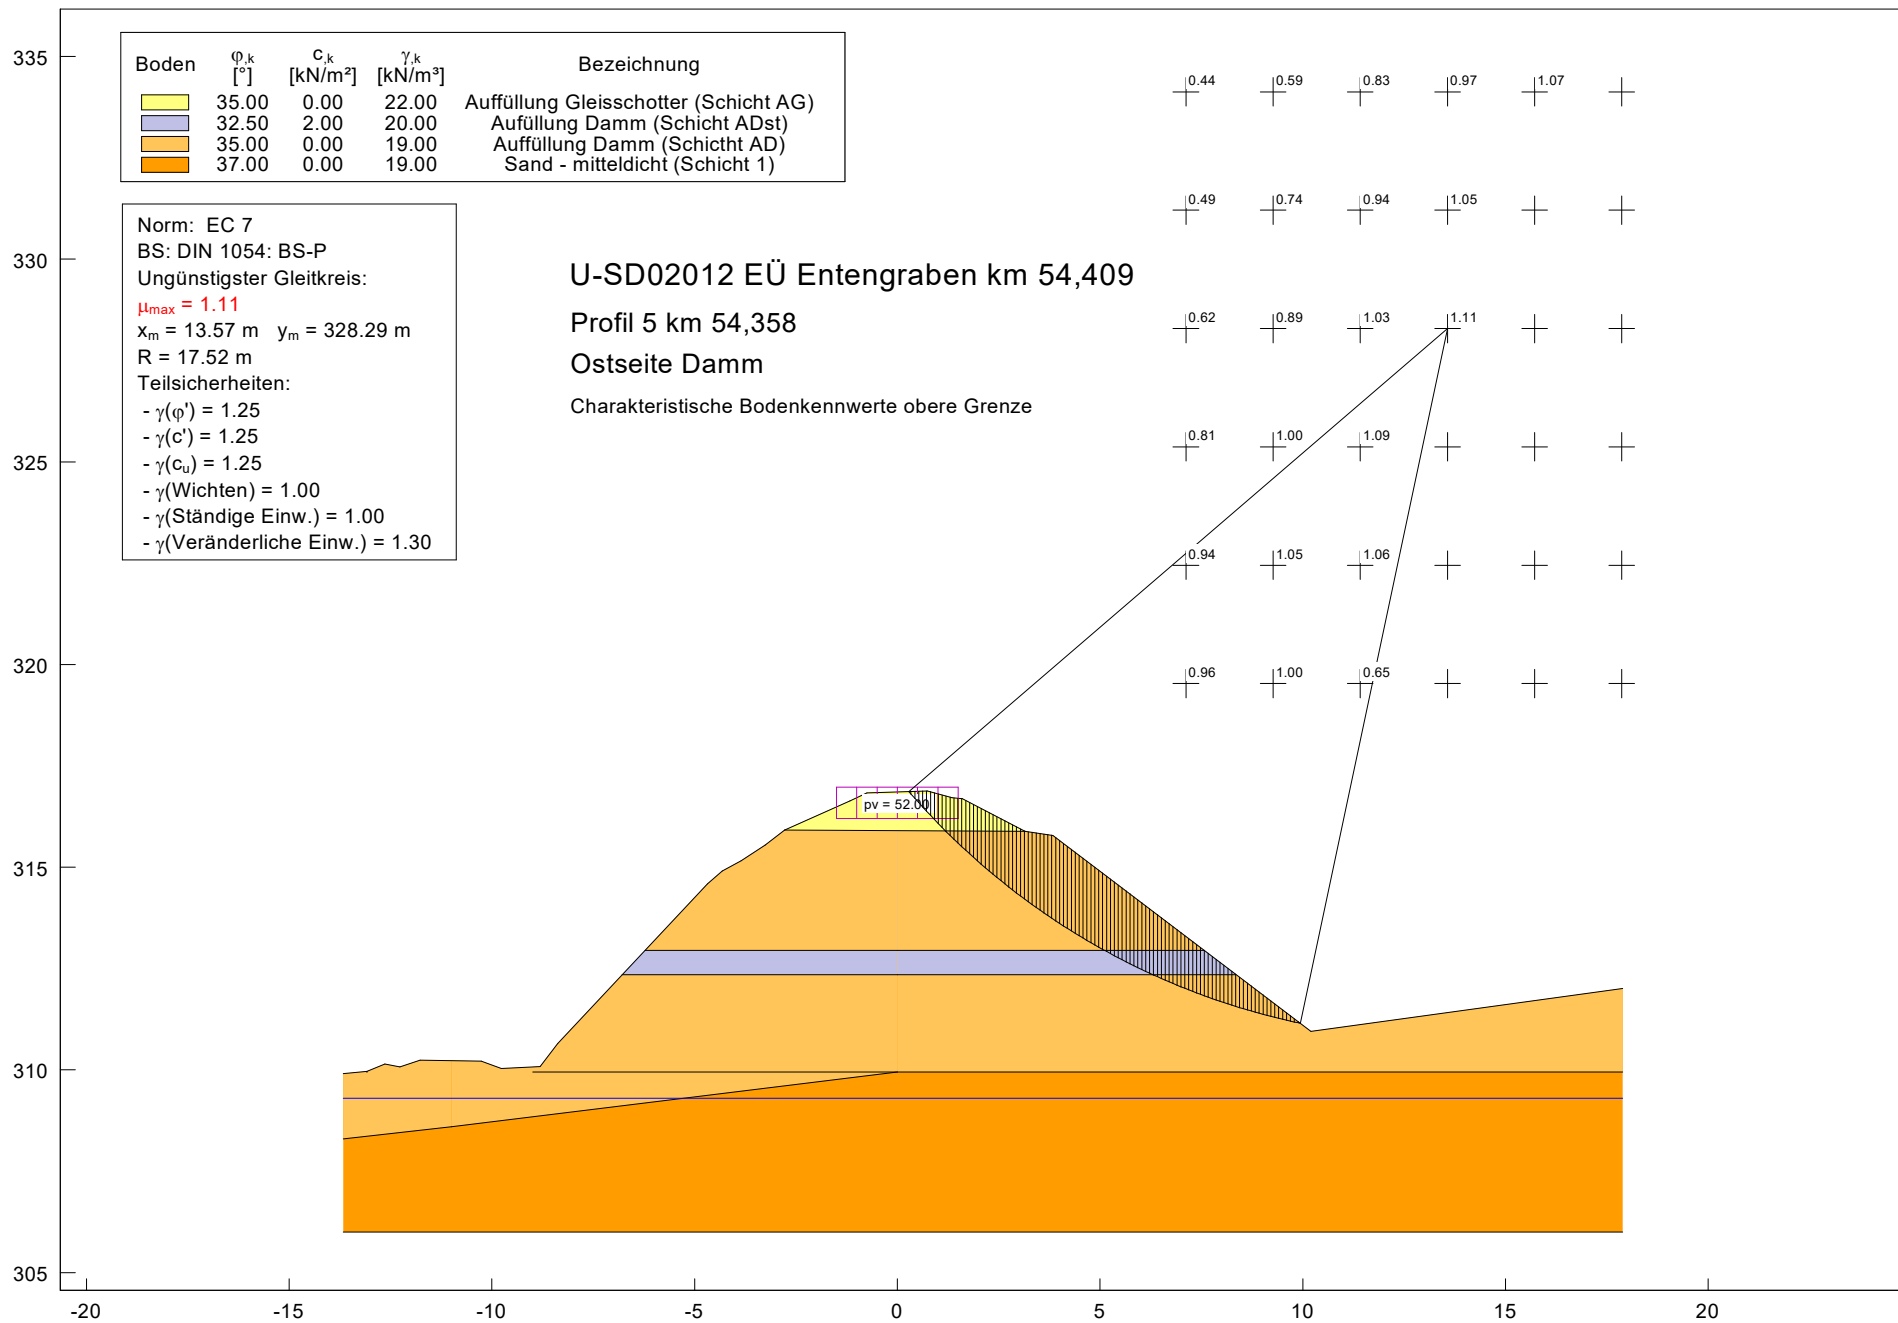 335
330
325
320
315
310
305
-20
-15
-10
-5
0
5
10
15
20
Boden φ,k [°] c,k [kN/m²] γ,k [kN/m³] Bezeichnung
35.00 0.00 22.00 Auffüllung Gleisschotter (Schicht AG)
32.50 2.00 20.00 Aufüllung Damm (Schicht ADst)
35.00 0.00 19.00 Auffüllung Damm (Schictht AD)
37.00 0.00 19.00 Sand - mitteldicht (Schicht 1)
Norm: EC 7
BS: DIN 1054: BS-P
Ungünstigster Gleitkreis:
μmax = 1.11
xm = 13.57 m ym = 328.29 m
R = 17.52 m
Teilsicherheiten:
- γ(φ') = 1.25
- γ(c') = 1.25
- γ(cu) = 1.25
- γ(Wichten) = 1.00
- γ(Ständige Einw.) = 1.00
- γ(Veränderliche Einw.) = 1.30
U-SD02012 EÜ Entengraben km 54,409
Profil 5 km 54,358
Ostseite Damm
Charakteristische Bodenkennwerte obere Grenze
0.44 0.59 0.83 0.97 1.07
0.49 0.74 0.94 1.05
0.62 0.89 1.03 1.11
0.81 1.00 1.09
0.94 1.05 1.06
0.96 1.00 0.65
pv = 52.00